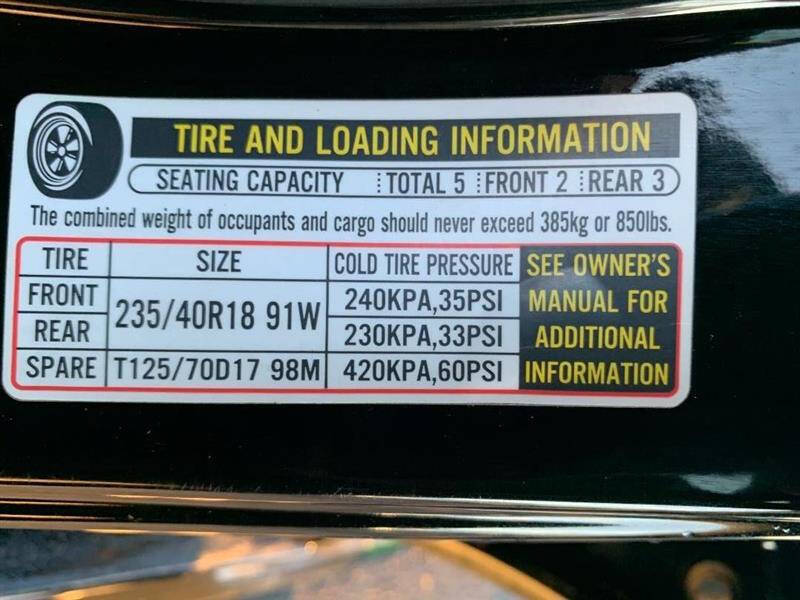 TIRE AND LOADING INFORMATION
SEATING CAPACITY TOTAL 5 FRONT 2 REAR 3
The combined weight of occupants and cargo should never exceed 385kg or 850lbs.
TIRE SIZE COLD TIRE PRESSURE SEE OWNER'S
FRONT 235/40R18 91W 240KPA,35PSI MANUAL FOR
REAR 230KPA,33PSI ADDITIONAL
SPARE T125/70D17 98M 420KPA,60PSI INFORMATION